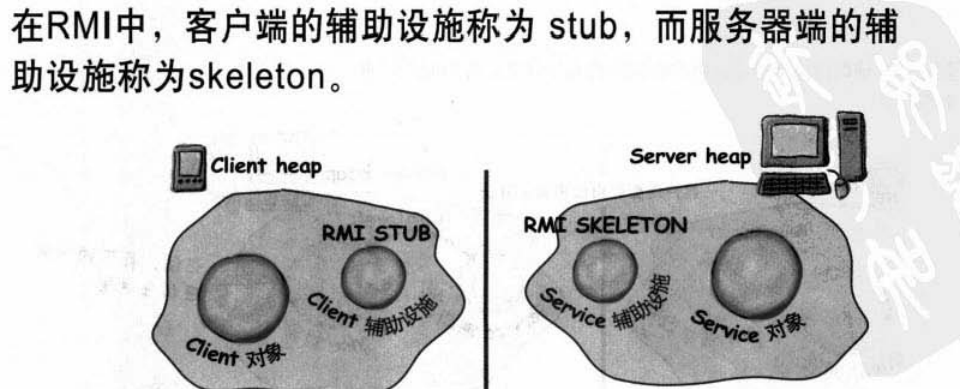 在RMI中，客户端的辅助设施称为 stub，而服务器端的辅
助设施称为skeleton。
Client heap
Server heap
RMI STUB
RMI SKELETON
Client 对象
Client 辅助设施
Service 辅助设施
Service 对象